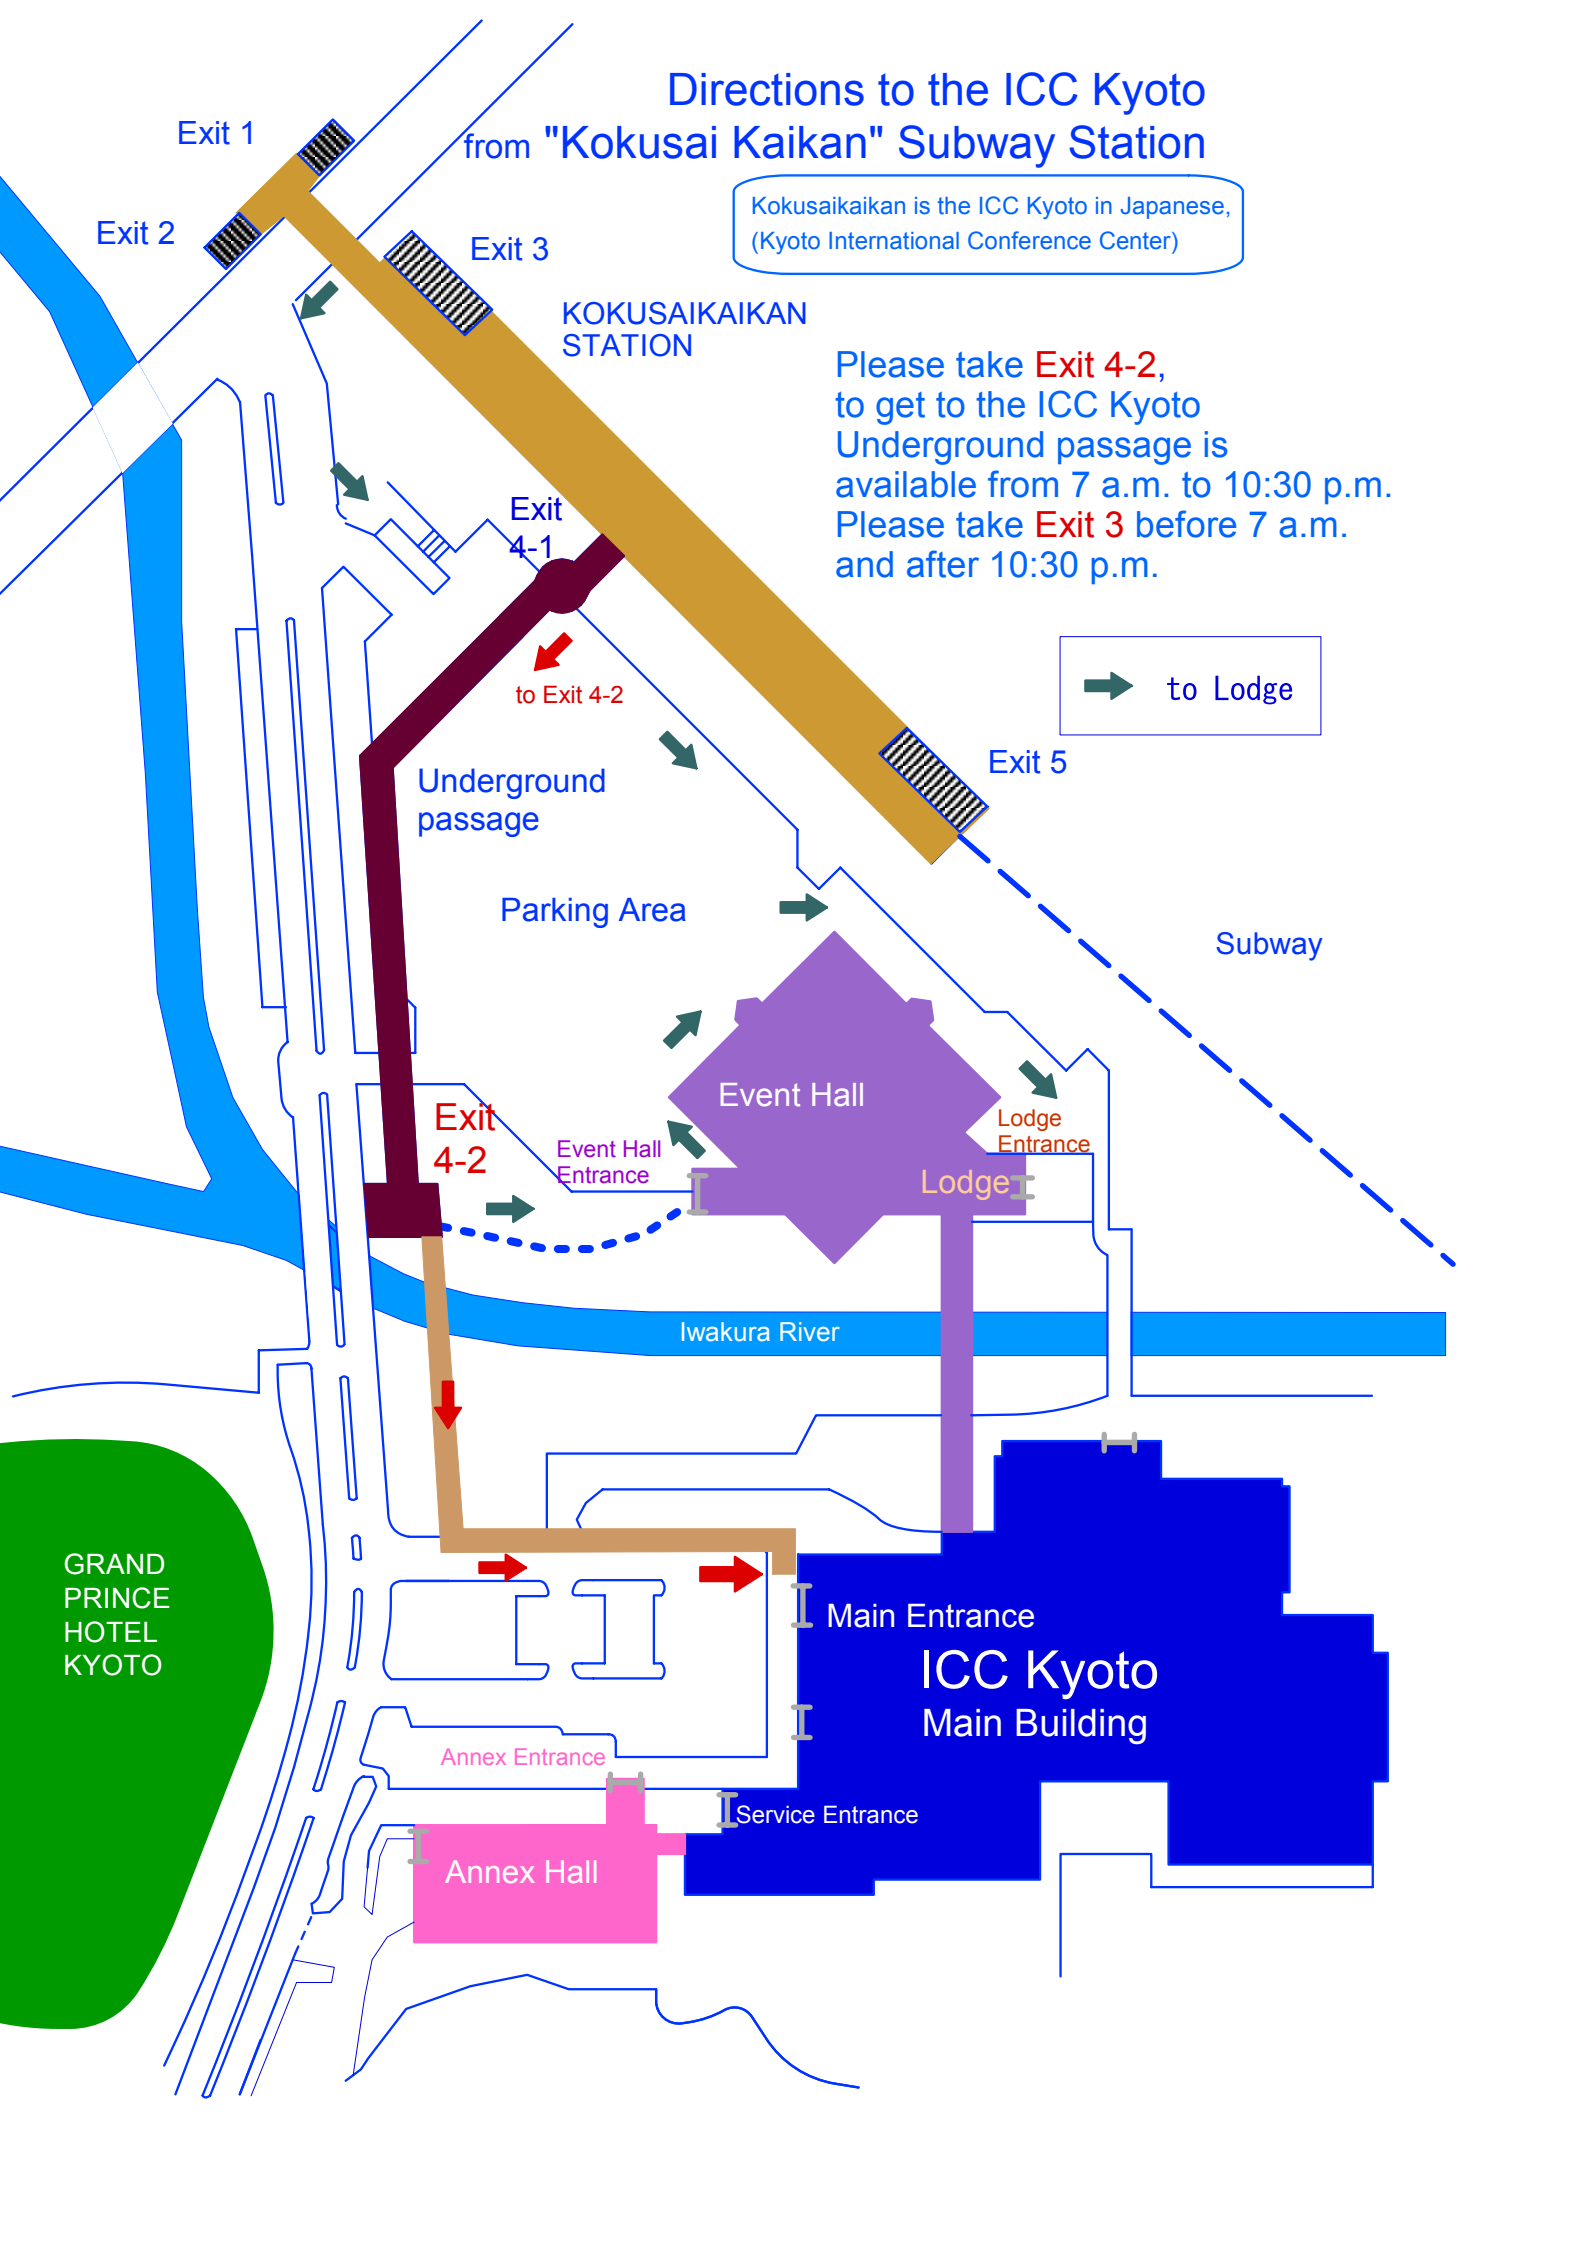 Directions to the ICC Kyoto
from "Kokusai Kaikan" Subway Station
Kokusaikaikan is the ICC Kyoto in Japanese,
(Kyoto International Conference Center)
Exit 1
Exit 2
Exit 3
KOKUSAIKAIKAN
STATION
Please take Exit 4-2,
to get to the ICC Kyoto
Underground passage is
available from 7 a.m. to 10:30 p.m.
Please take Exit 3 before 7 a.m.
and after 10:30 p.m.
Exit
4-1
to Exit 4-2
to Lodge
Exit 5
Underground
passage
Parking Area
Subway
Event Hall
Exit
4-2
Event Hall
Entrance
Lodge
Entrance
Lodge
Iwakura River
GRAND
PRINCE
HOTEL
KYOTO
Main Entrance
ICC Kyoto
Main Building
Annex Entrance
Service Entrance
Annex Hall